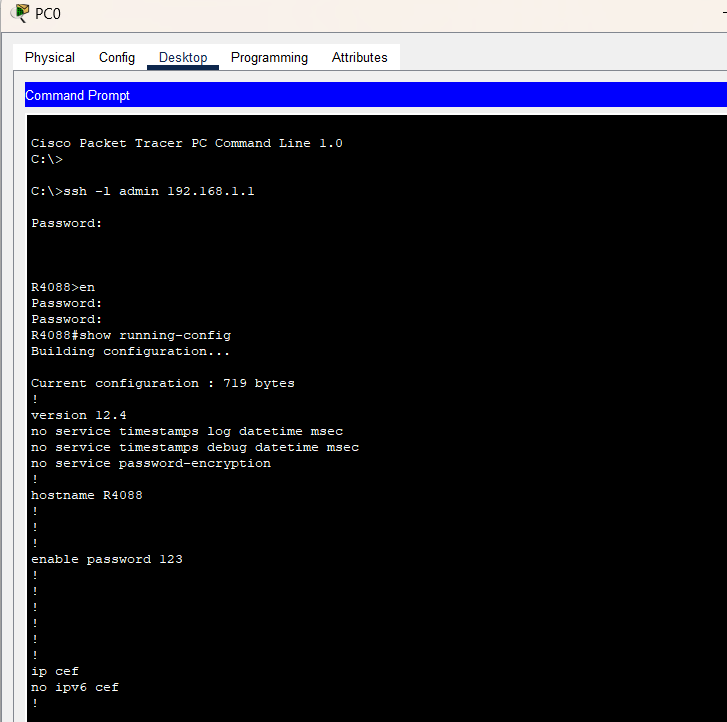 PC0
Physical Config Desktop Programming Attributes
Command Prompt
Cisco Packet Tracer PC Command Line 1.0
C:\>
C:\>ssh -l admin 192.168.1.1
Password:
R4088>en
Password:
Password:
R4088#show running-config
Building configuration...
Current configuration : 719 bytes
!
version 12.4
no service timestamps log datetime msec
no service timestamps debug datetime msec
no service password-encryption
!
hostname R4088
!
!
!
enable password 123
!
!
!
!
!
!
ip cef
no ipv6 cef
!